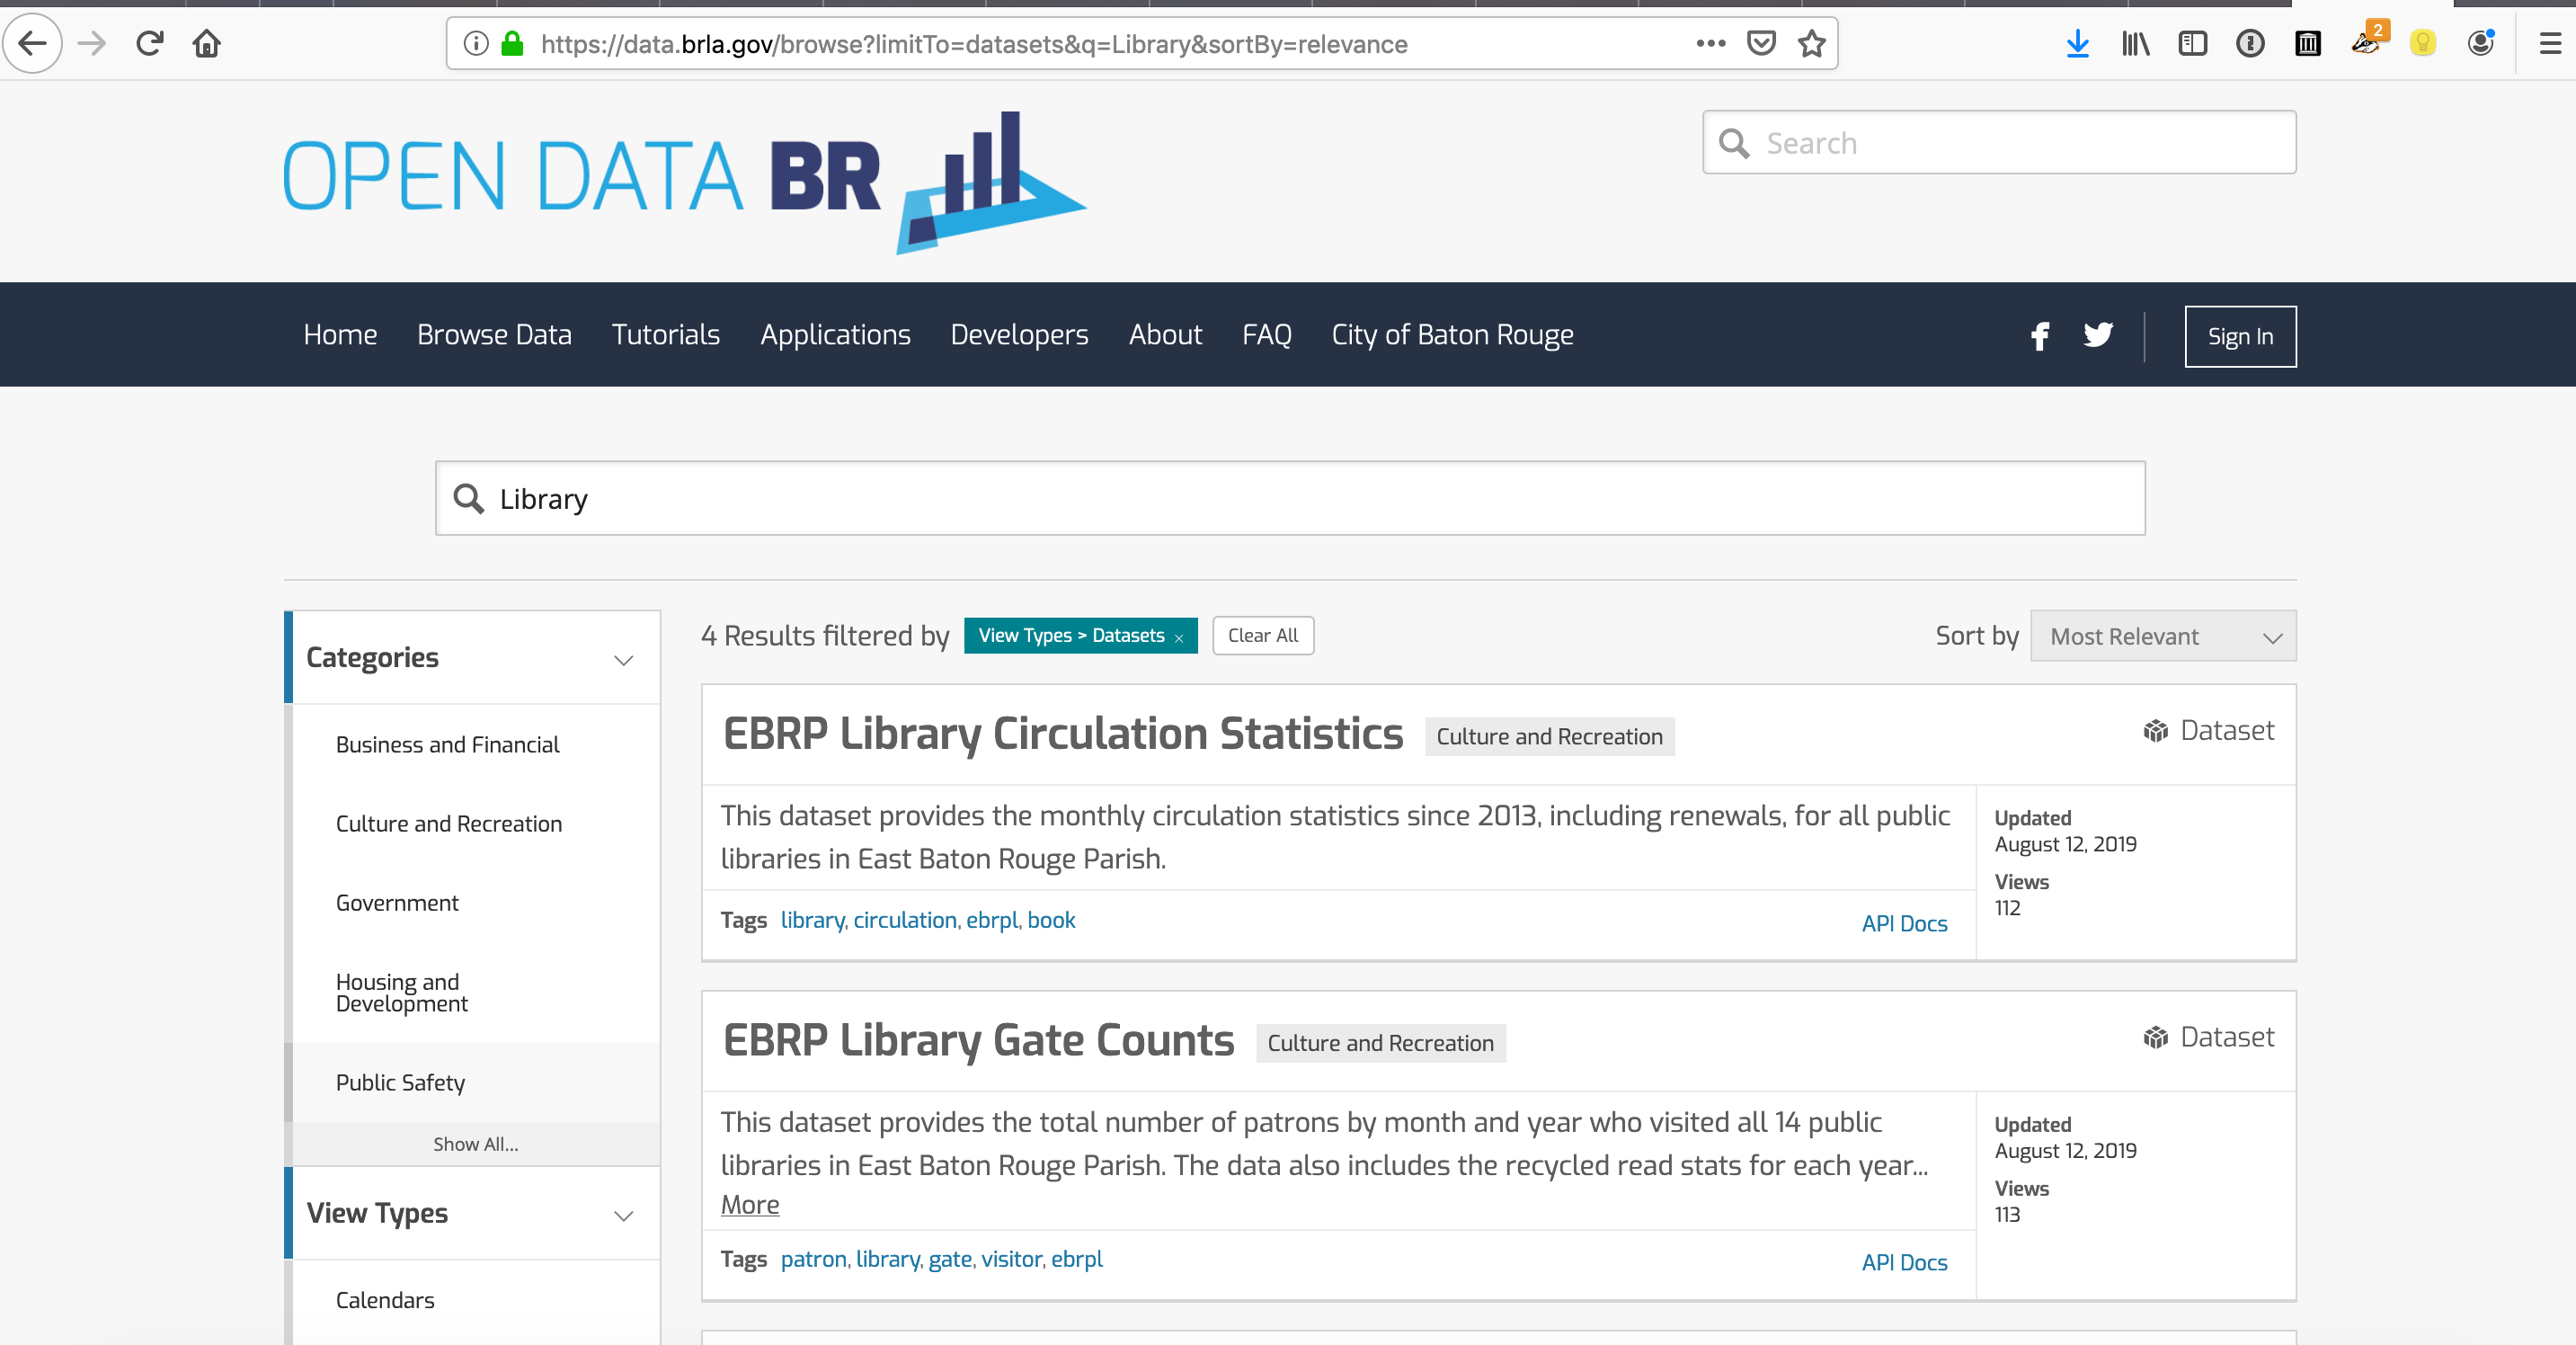 https://data.brla.gov/browse?limitTo=datasets&q=Library&sortBy=relevance
2
OPEN DATA BR
Search
Home Browse Data Tutorials Applications Developers About FAQ City of Baton Rouge
Sign In
Library
Categories
Business and Financial
Culture and Recreation
Government
Housing and
Development
Public Safety
Show All...
View Types
Calendars
4 Results filtered by View Types > Datasets × Clear All
Sort by Most Relevant
EBRP Library Circulation Statistics Culture and Recreation
Dataset
This dataset provides the monthly circulation statistics since 2013, including renewals, for all public
libraries in East Baton Rouge Parish.
Updated
August 12, 2019
Views
112
Tags library, circulation, ebrpl, book
API Docs
EBRP Library Gate Counts Culture and Recreation
Dataset
This dataset provides the total number of patrons by month and year who visited all 14 public
libraries in East Baton Rouge Parish. The data also includes the recycled read stats for each year...
More
Updated
August 12, 2019
Views
113
Tags patron, library, gate, visitor, ebrpl
API Docs